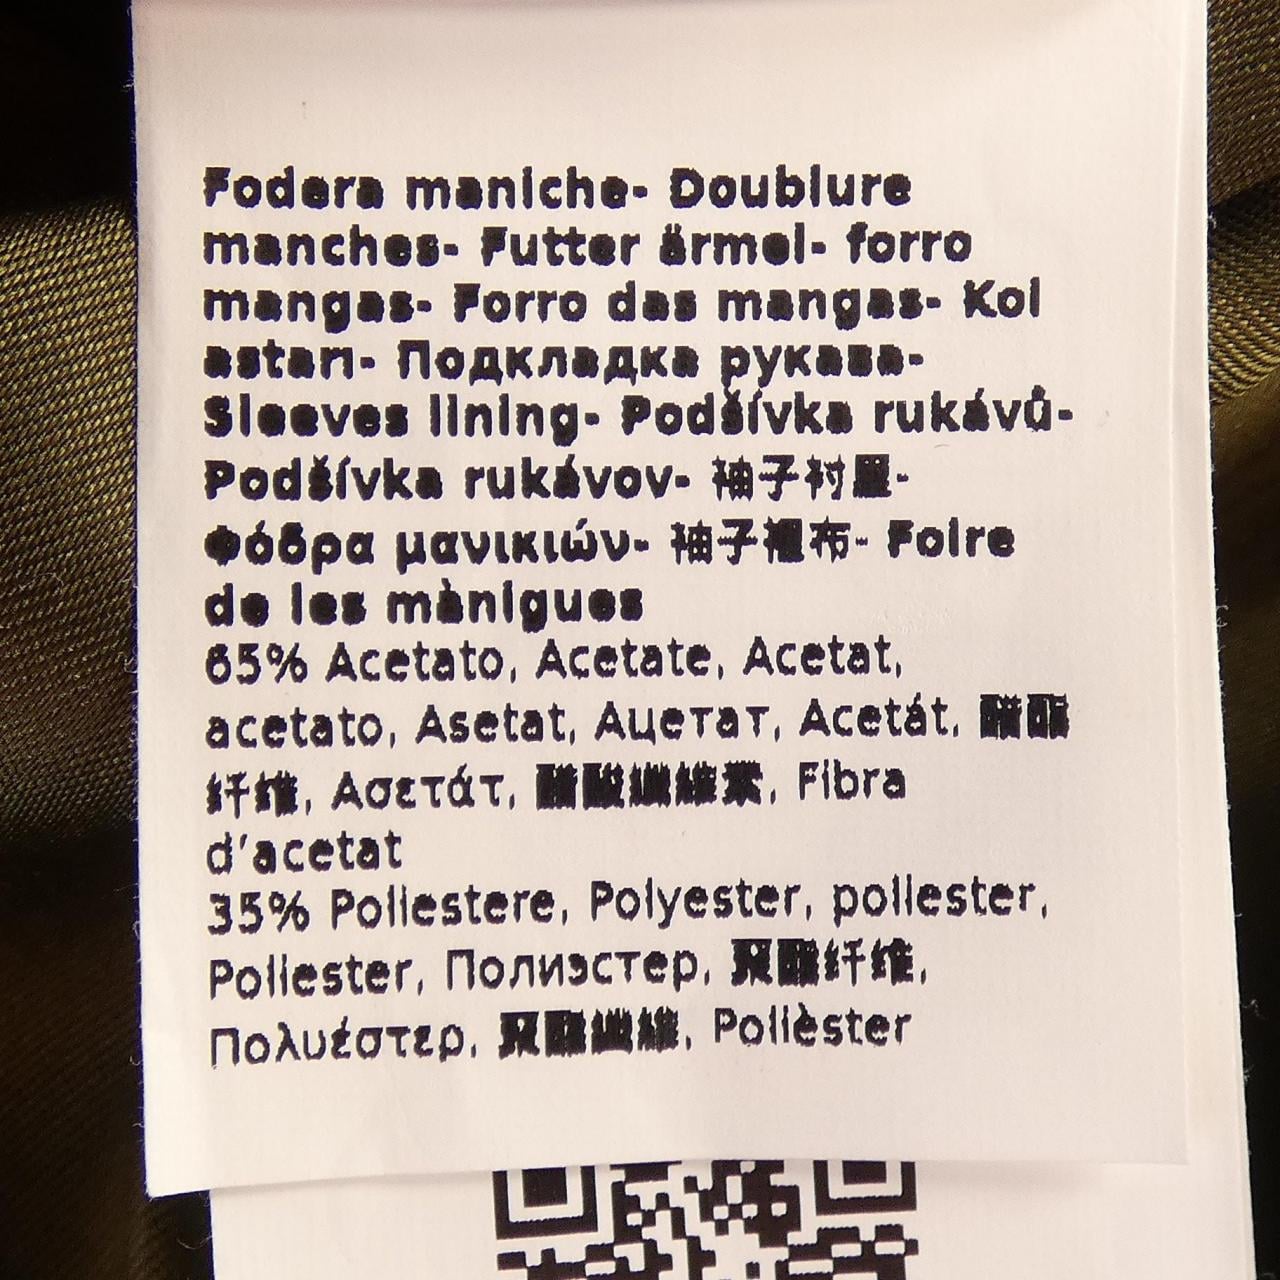 Fodera maniche- Doublure
manches- Futter ärmel- forro
mangas- Forro das mangas- Kol
astarı- Подкладка рукава-
Sleeves lining- Podšívka rukávů-
Podšívka rukávov- 袖子衬里-
Φόδρα μανικιών- 袖子裡布- Folre
de les mànigues
65% Acetato, Acetate, Acetat,
acetato, Asetat, Ацетат, Acetát, 醋酯
纤维, Ασετάτ, 醋酸纖維素, Fibra
d'acetat
35% Poliestere, Polyester, poliester,
Poliester, Полиэстер, 聚酯纤维,
Πολυέστερ, 聚酯纖維, Polièster